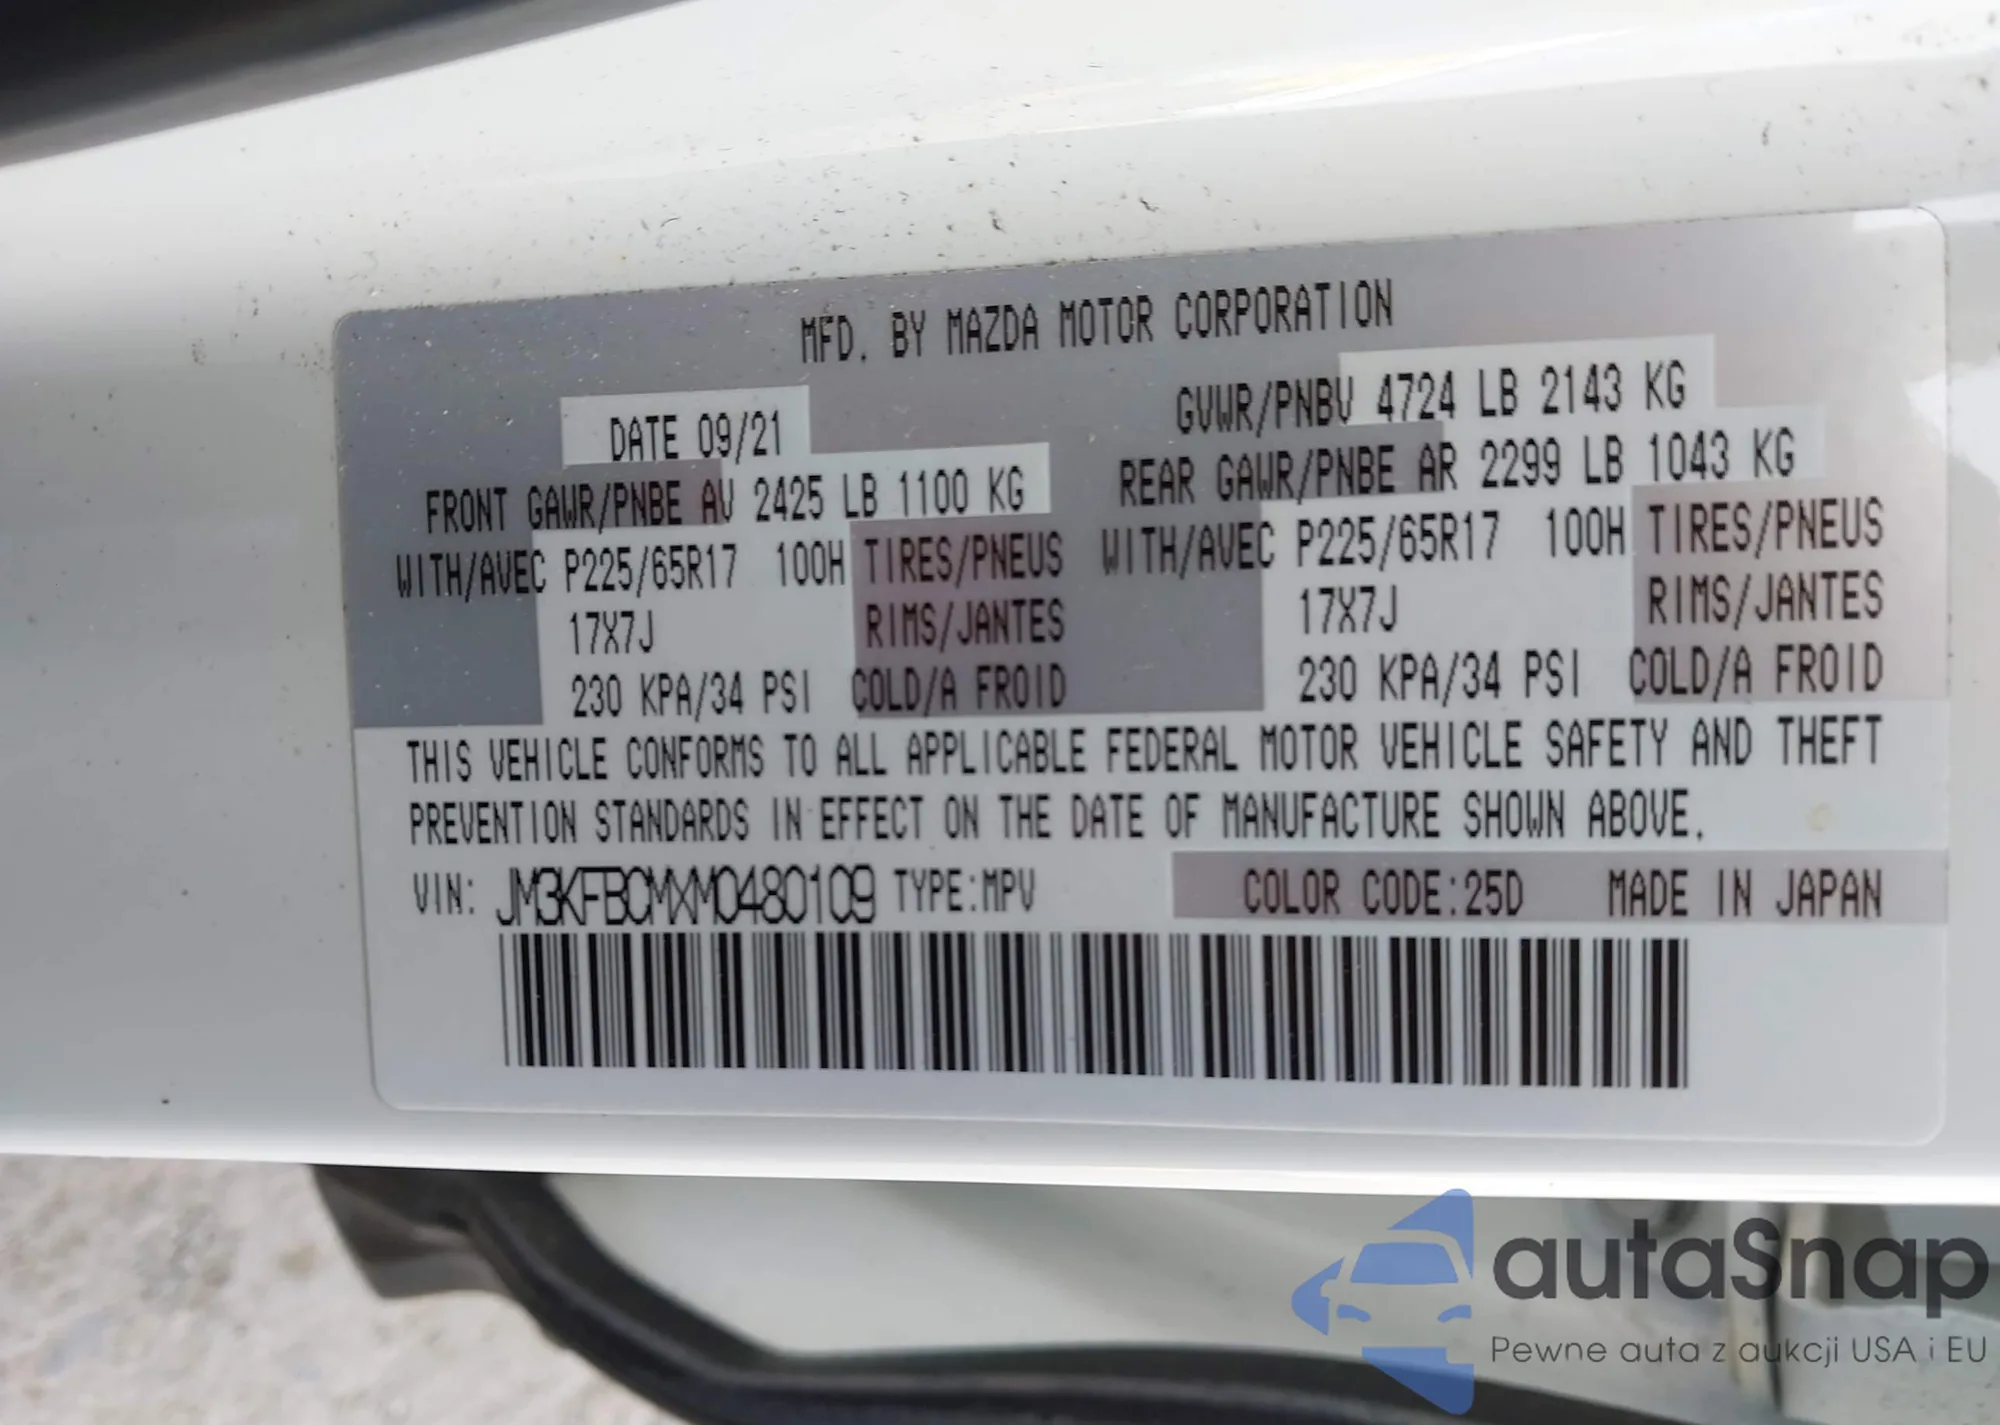 MFD. BY MAZDA MOTOR CORPORATION
DATE 09/21 GVWR/PNBV 4724 LB 2143 KG
FRONT GAWR/PNBE AV 2425 LB 1100 KG REAR GAWR/PNBE AR 2299 LB 1043 KG
WITH/AVEC P225/65R17 100H TIRES/PNEUS WITH/AVEC P225/65R17 100H TIRES/PNEUS
17X7J RIMS/JANTES 17X7J RIMS/JANTES
230 KPA/34 PSI COLD/A FROID 230 KPA/34 PSI COLD/A FROID
THIS VEHICLE CONFORMS TO ALL APPLICABLE FEDERAL MOTOR VEHICLE SAFETY AND THEFT
PREVENTION STANDARDS IN EFFECT ON THE DATE OF MANUFACTURE SHOWN ABOVE.
VIN: JM3KFBCMXM0480109 TYPE:MPV COLOR CODE:25D MADE IN JAPAN
autaSnap
Pewne auta z aukcji USA i EU